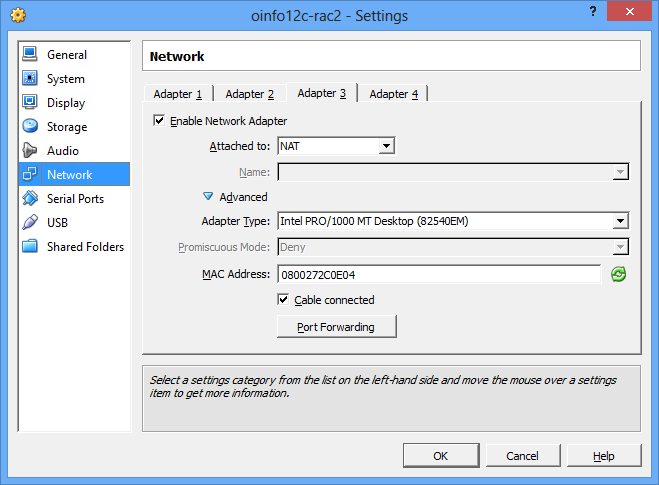 oinfo12c-rac2 - Settings
?
General
System
Display
Storage
Audio
Network
Serial Ports
USB
Shared Folders
Network
Adapter 1
Adapter 2
Adapter 3
Adapter 4
Enable Network Adapter
Attached to: NAT
Name:
Advanced
Adapter Type: Intel PRO/1000 MT Desktop (82540EM)
Promiscuous Mode: Deny
MAC Address: 0800272C0E04
Cable connected
Port Forwarding
Select a settings category from the list on the left-hand side and move the mouse over a settings
item to get more information.
OK
Cancel
Help